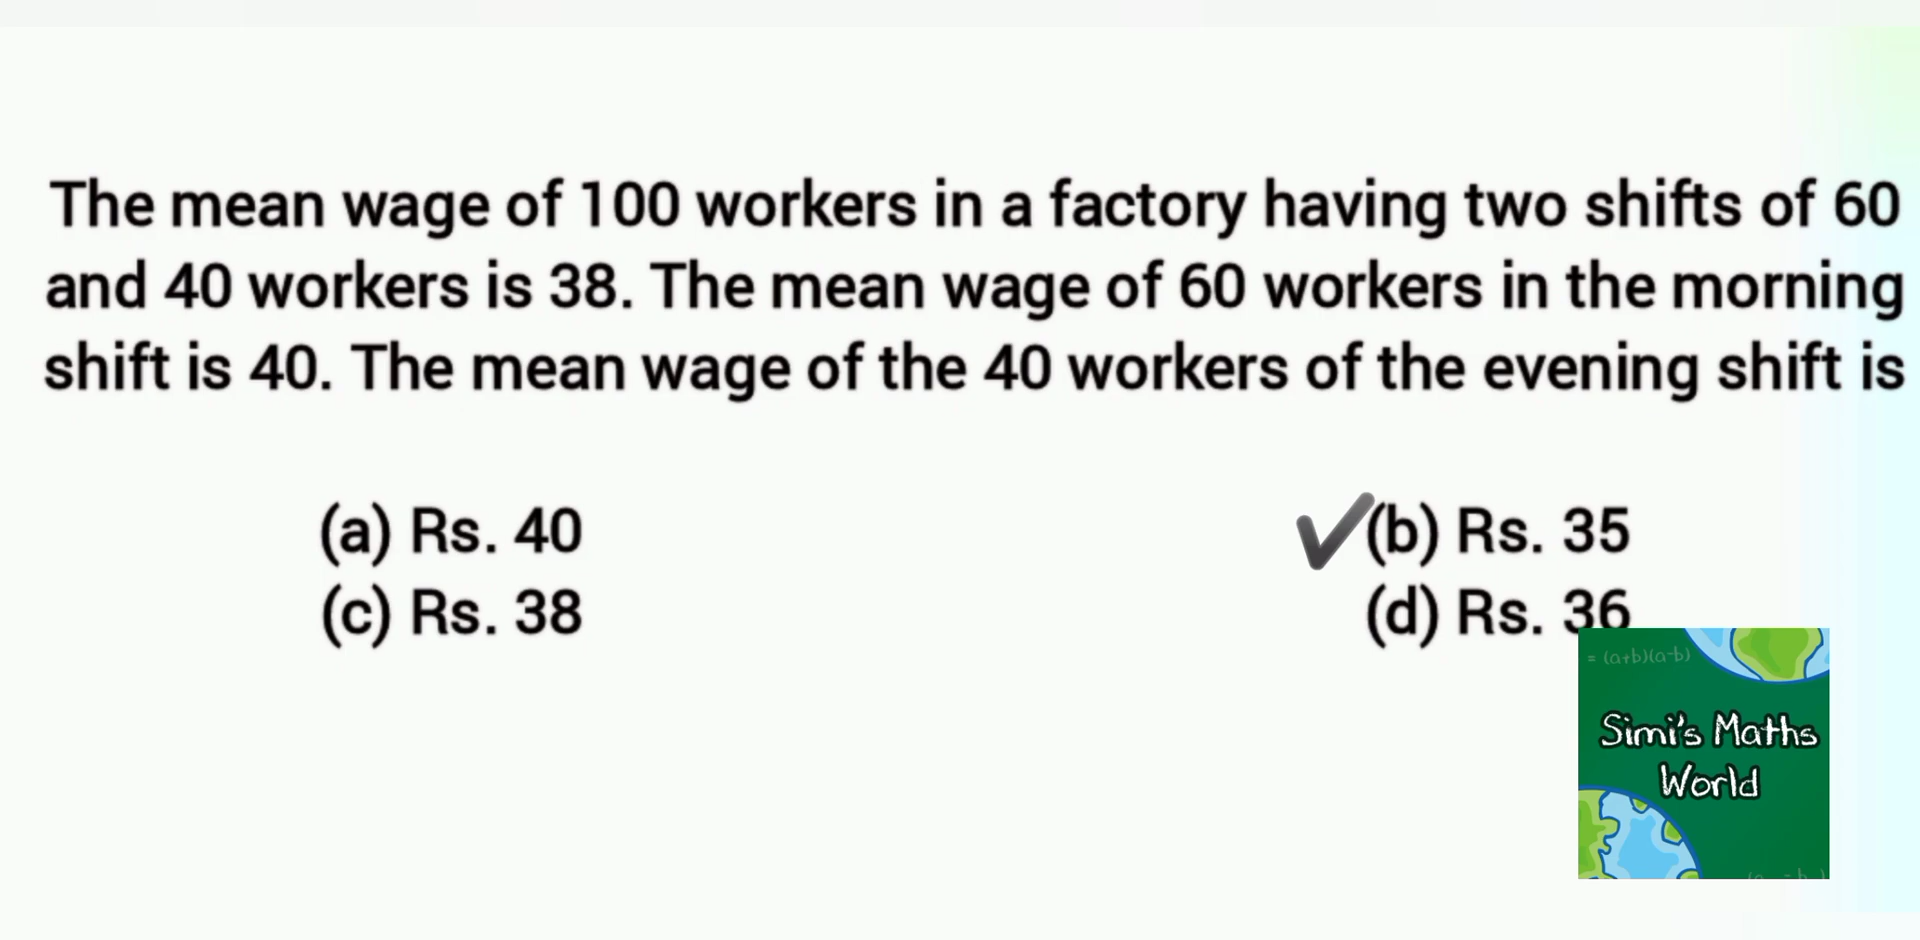 The mean wage of 100 workers in a factory having two shifts of 60
and 40 workers is 38. The mean wage of 60 workers in the morning
shift is 40. The mean wage of the 40 workers of the evening shift is
(a) Rs. 40 (b) Rs. 35
(c) Rs. 38 (d) Rs. 36
= (a+b)(a-b)
Simi's Maths
World